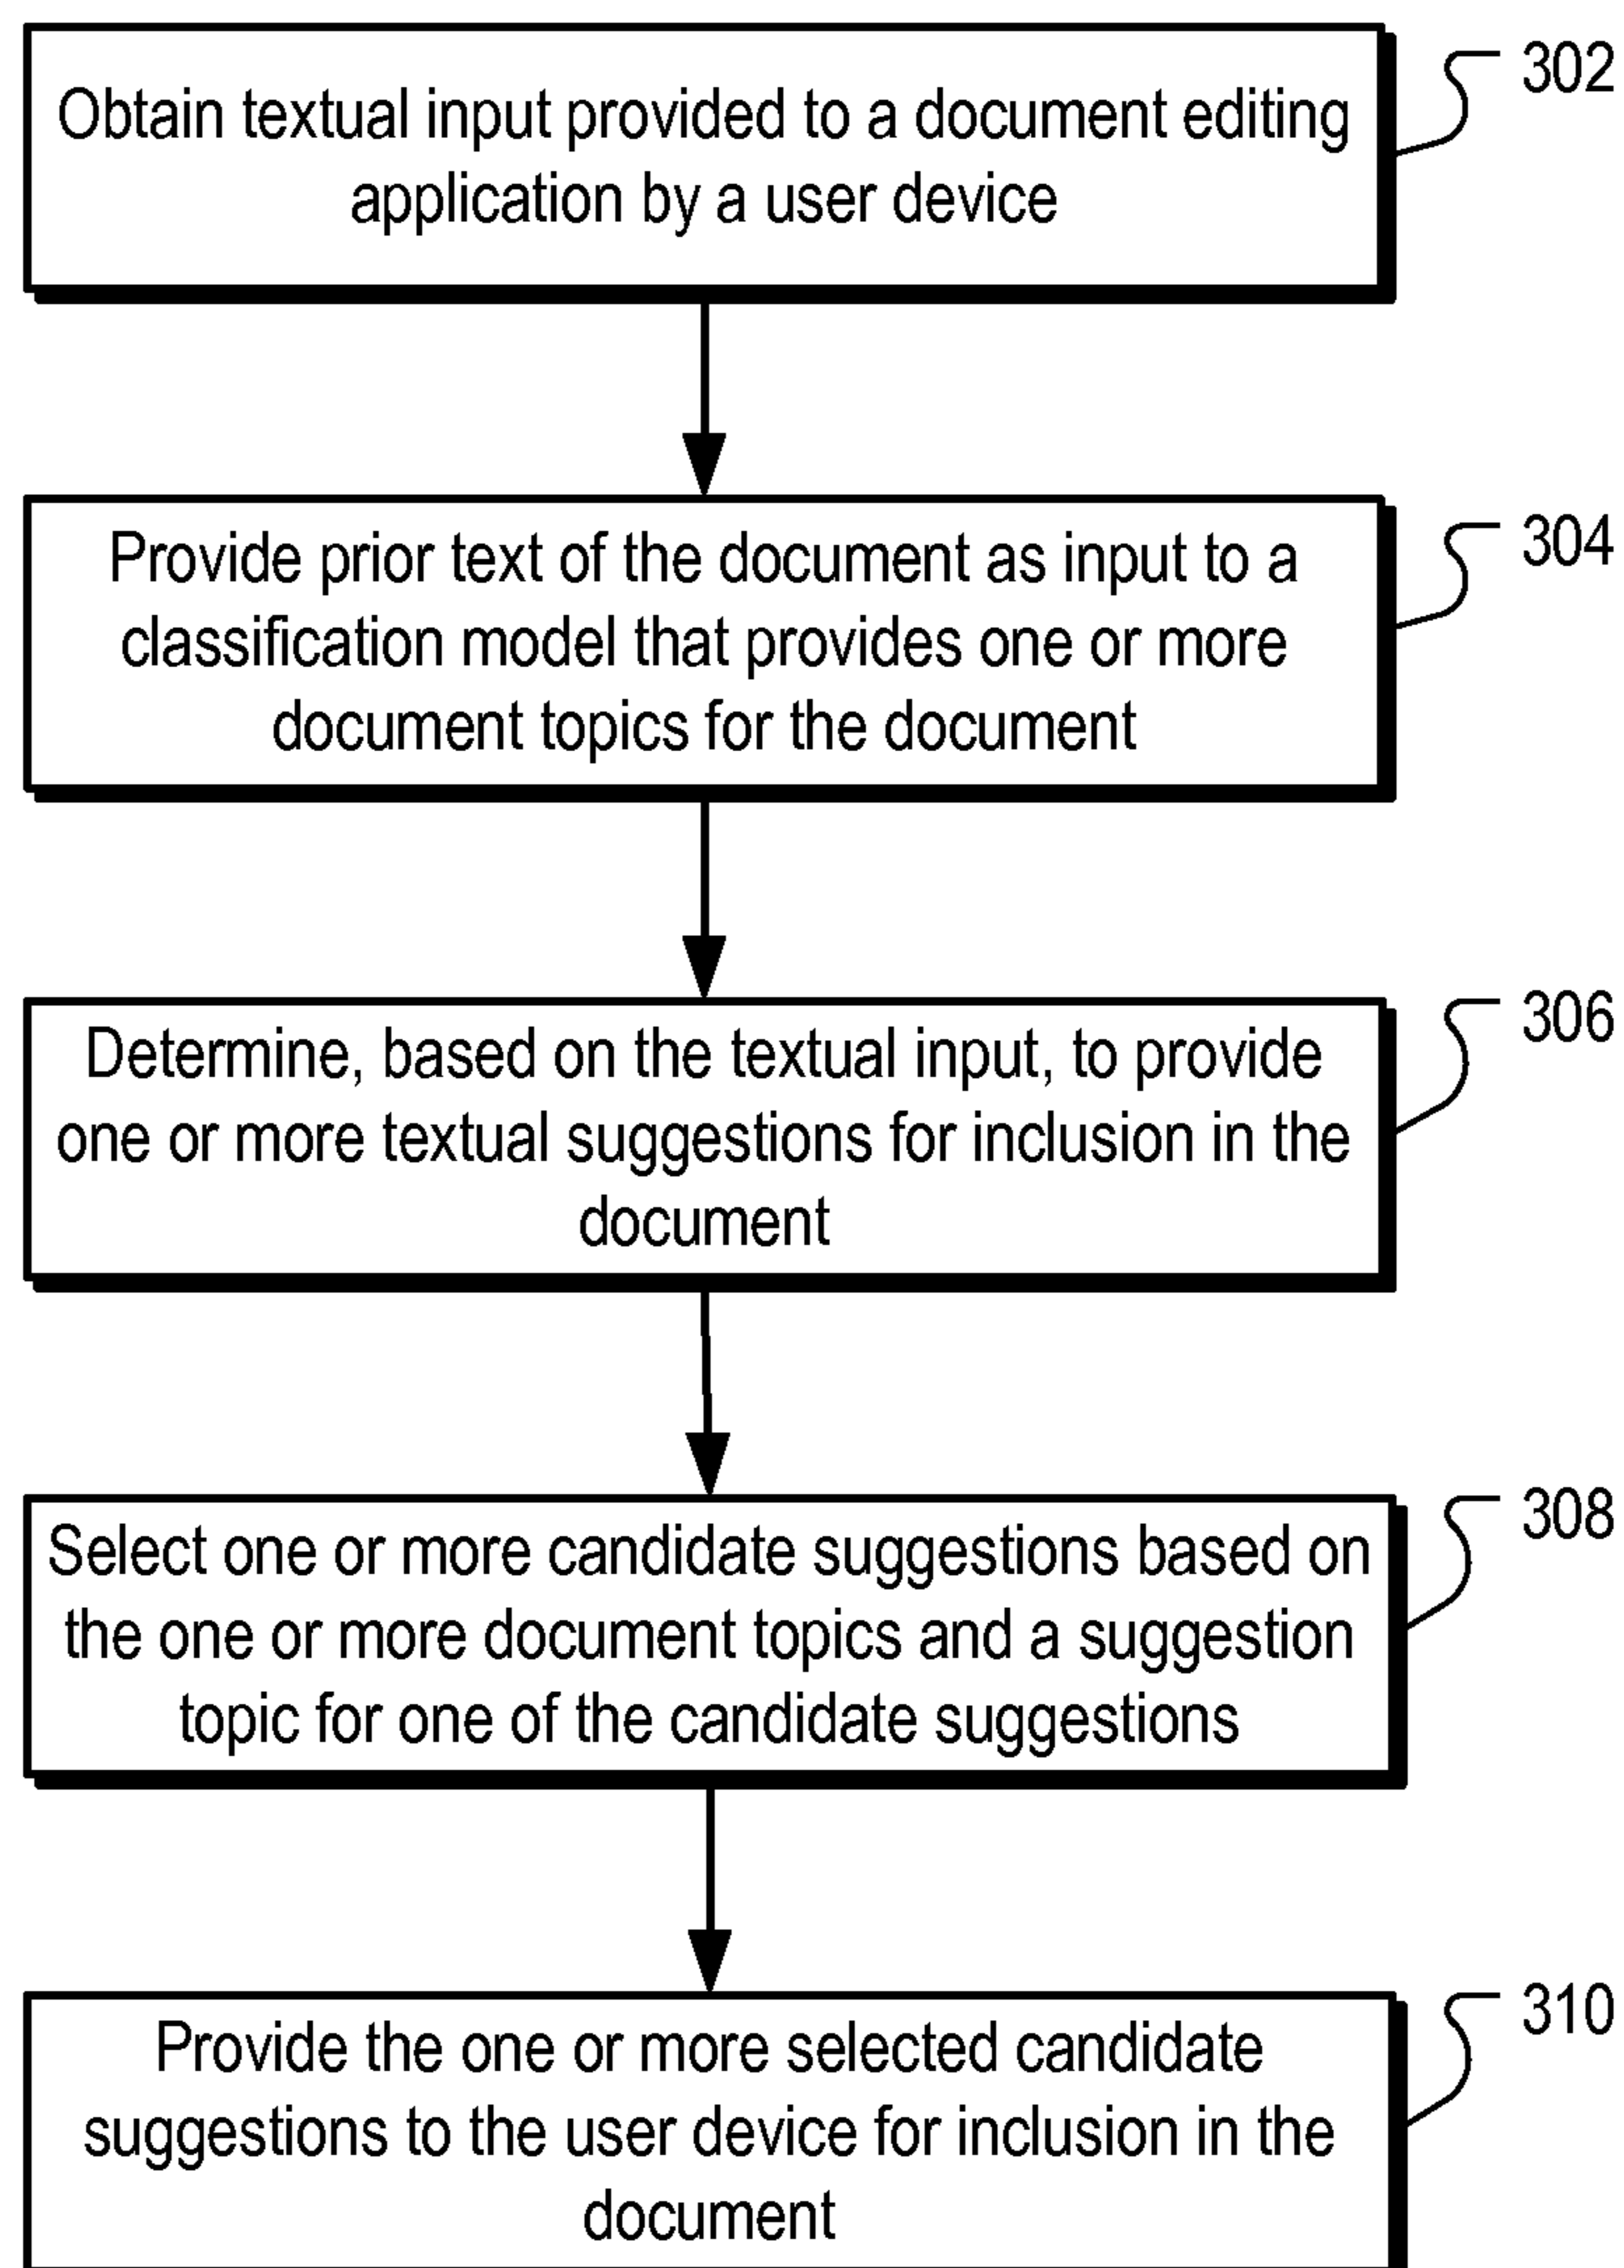 Obtain textual input provided to a document editing
application by a user device
302
Provide prior text of the document as input to a
classification model that provides one or more
document topics for the document
304
Determine, based on the textual input, to provide
one or more textual suggestions for inclusion in the
document
306
Select one or more candidate suggestions based on
the one or more document topics and a suggestion
topic for one of the candidate suggestions
308
Provide the one or more selected candidate
suggestions to the user device for inclusion in the
document
310